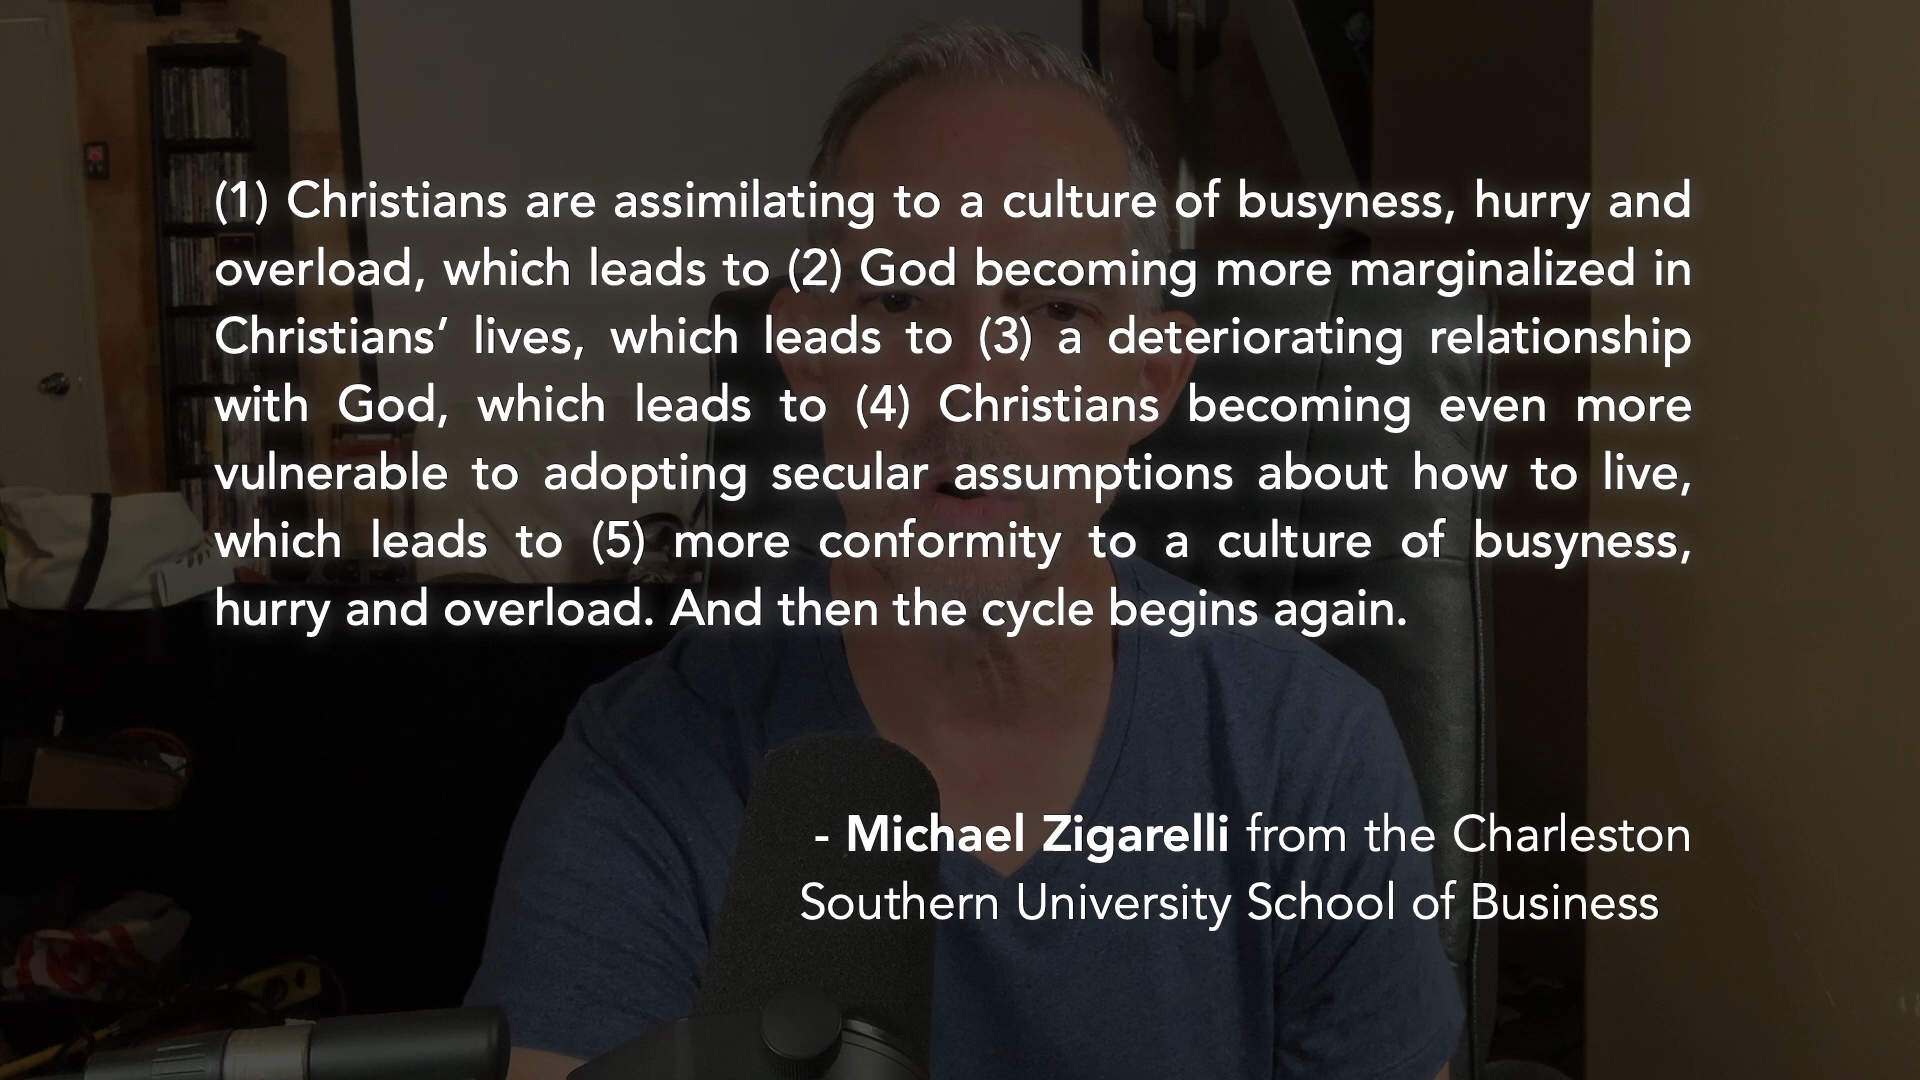 (1) Christians are assimilating to a culture of busyness, hurry and
overload, which leads to (2) God becoming more marginalized in
Christians’ lives, which leads to (3) a deteriorating relationship
with God, which leads to (4) Christians becoming even more
vulnerable to adopting secular assumptions about how to live,
which leads to (5) more conformity to a culture of busyness,
hurry and overload. And then the cycle begins again.
- Michael Zigarelli from the Charleston
Southern University School of Business